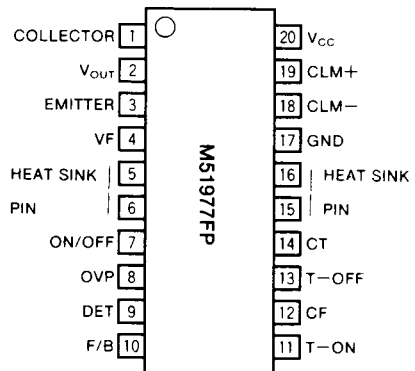 COLLECTOR 1
VOUT 2
EMITTER 3
VF 4
HEAT SINK 5
PIN 6
ON/OFF 7
OVP 8
DET 9
F/B 10
M51977FP
20 VCC
19 CLM+
18 CLM−
17 GND
16 HEAT SINK
15 PIN
14 CT
13 T−OFF
12 CF
11 T−ON